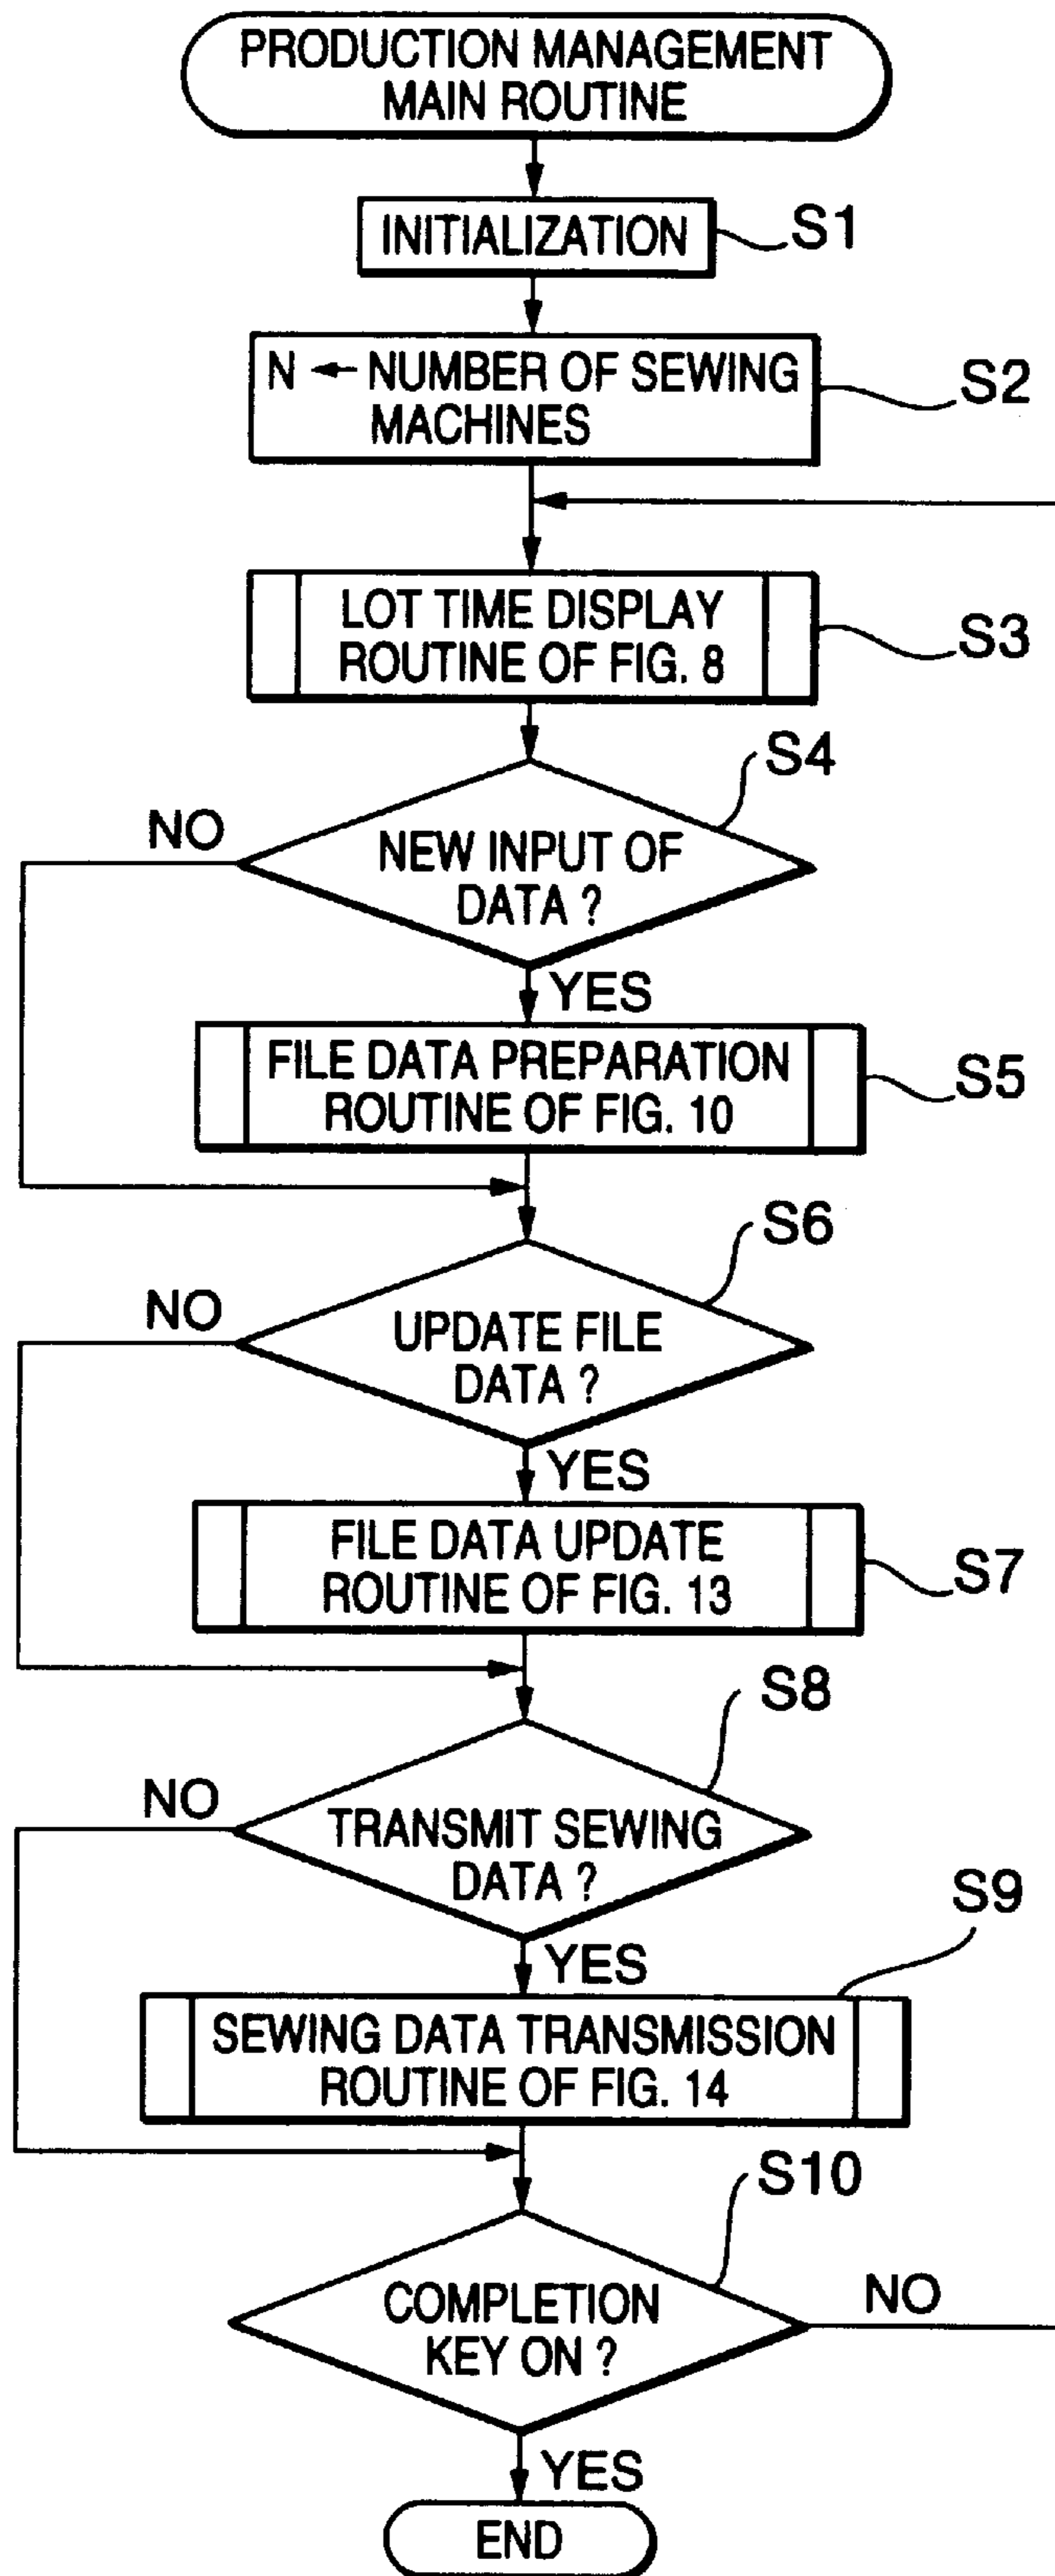 PRODUCTION MANAGEMENT
MAIN ROUTINE
INITIALIZATION
S1
N ← NUMBER OF SEWING
MACHINES
S2
LOT TIME DISPLAY
ROUTINE OF FIG. 8
S3
S4
NO
NEW INPUT OF
DATA ?
YES
FILE DATA PREPARATION
ROUTINE OF FIG. 10
S5
S6
NO
UPDATE FILE
DATA ?
YES
FILE DATA UPDATE
ROUTINE OF FIG. 13
S7
S8
NO
TRANSMIT SEWING
DATA ?
S9
YES
SEWING DATA TRANSMISSION
ROUTINE OF FIG. 14
S10
COMPLETION
KEY ON ?
NO
YES
END